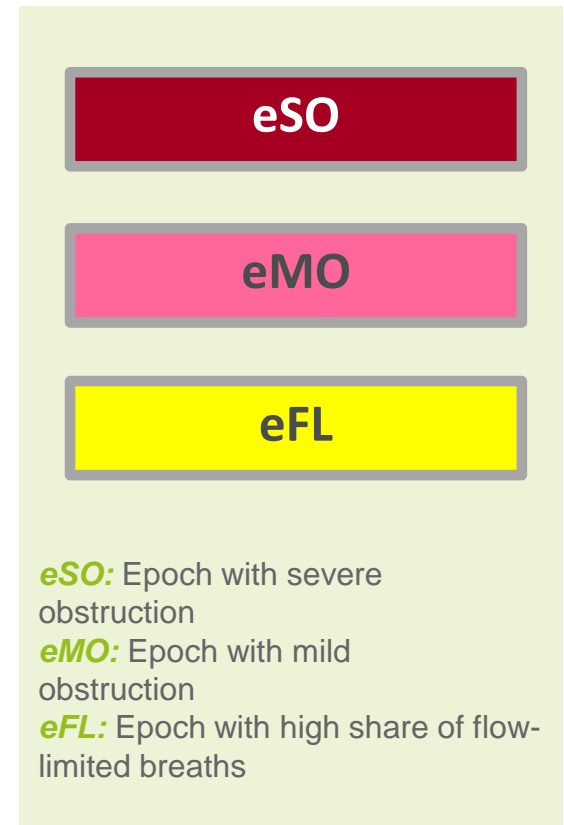 eSO
eMO
eFL
eSO: Epoch with severe
obstruction
eMO: Epoch with mild
obstruction
eFL: Epoch with high share of flow-
limited breaths